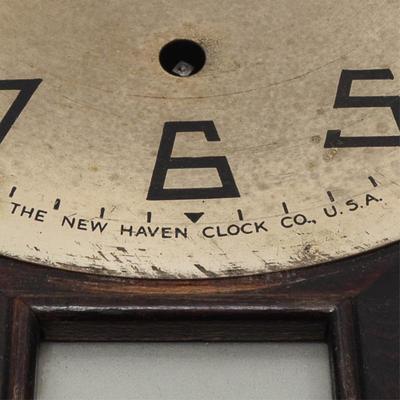 7 6 5
THE NEW HAVEN CLOCK CO., U.S.A.